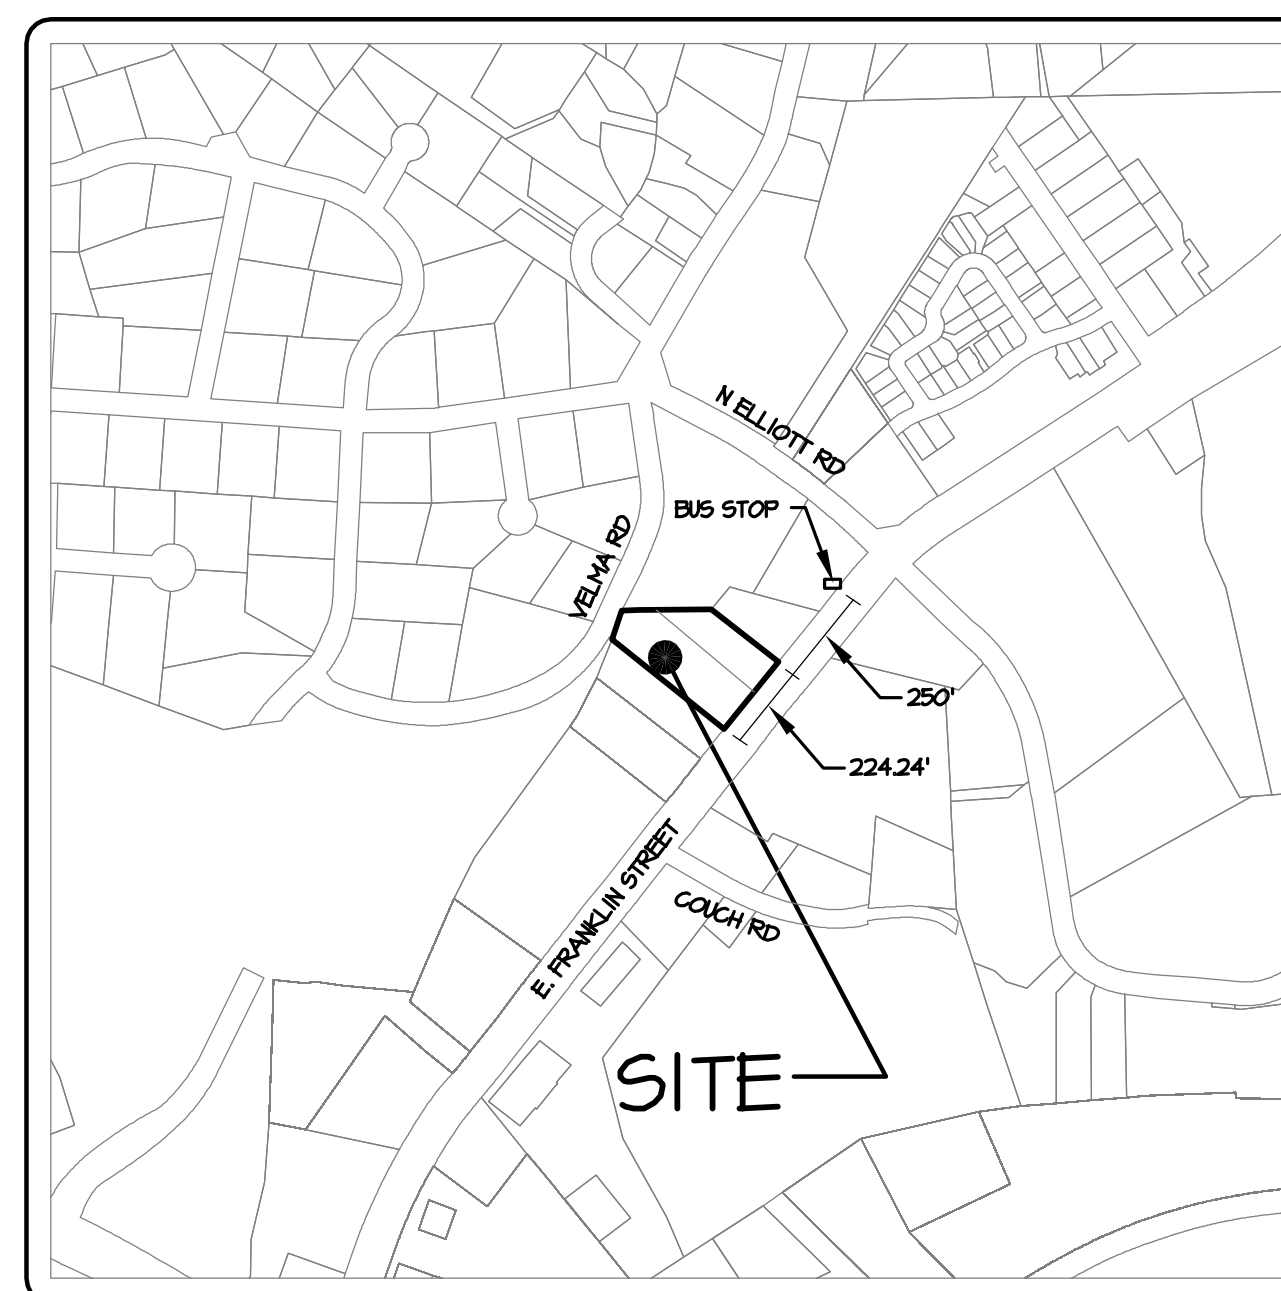 N ELLIOTT RD
BUS STOP
VELMA RD
250'
224.24'
E. FRANKLIN STREET
COUCH RD
SITE